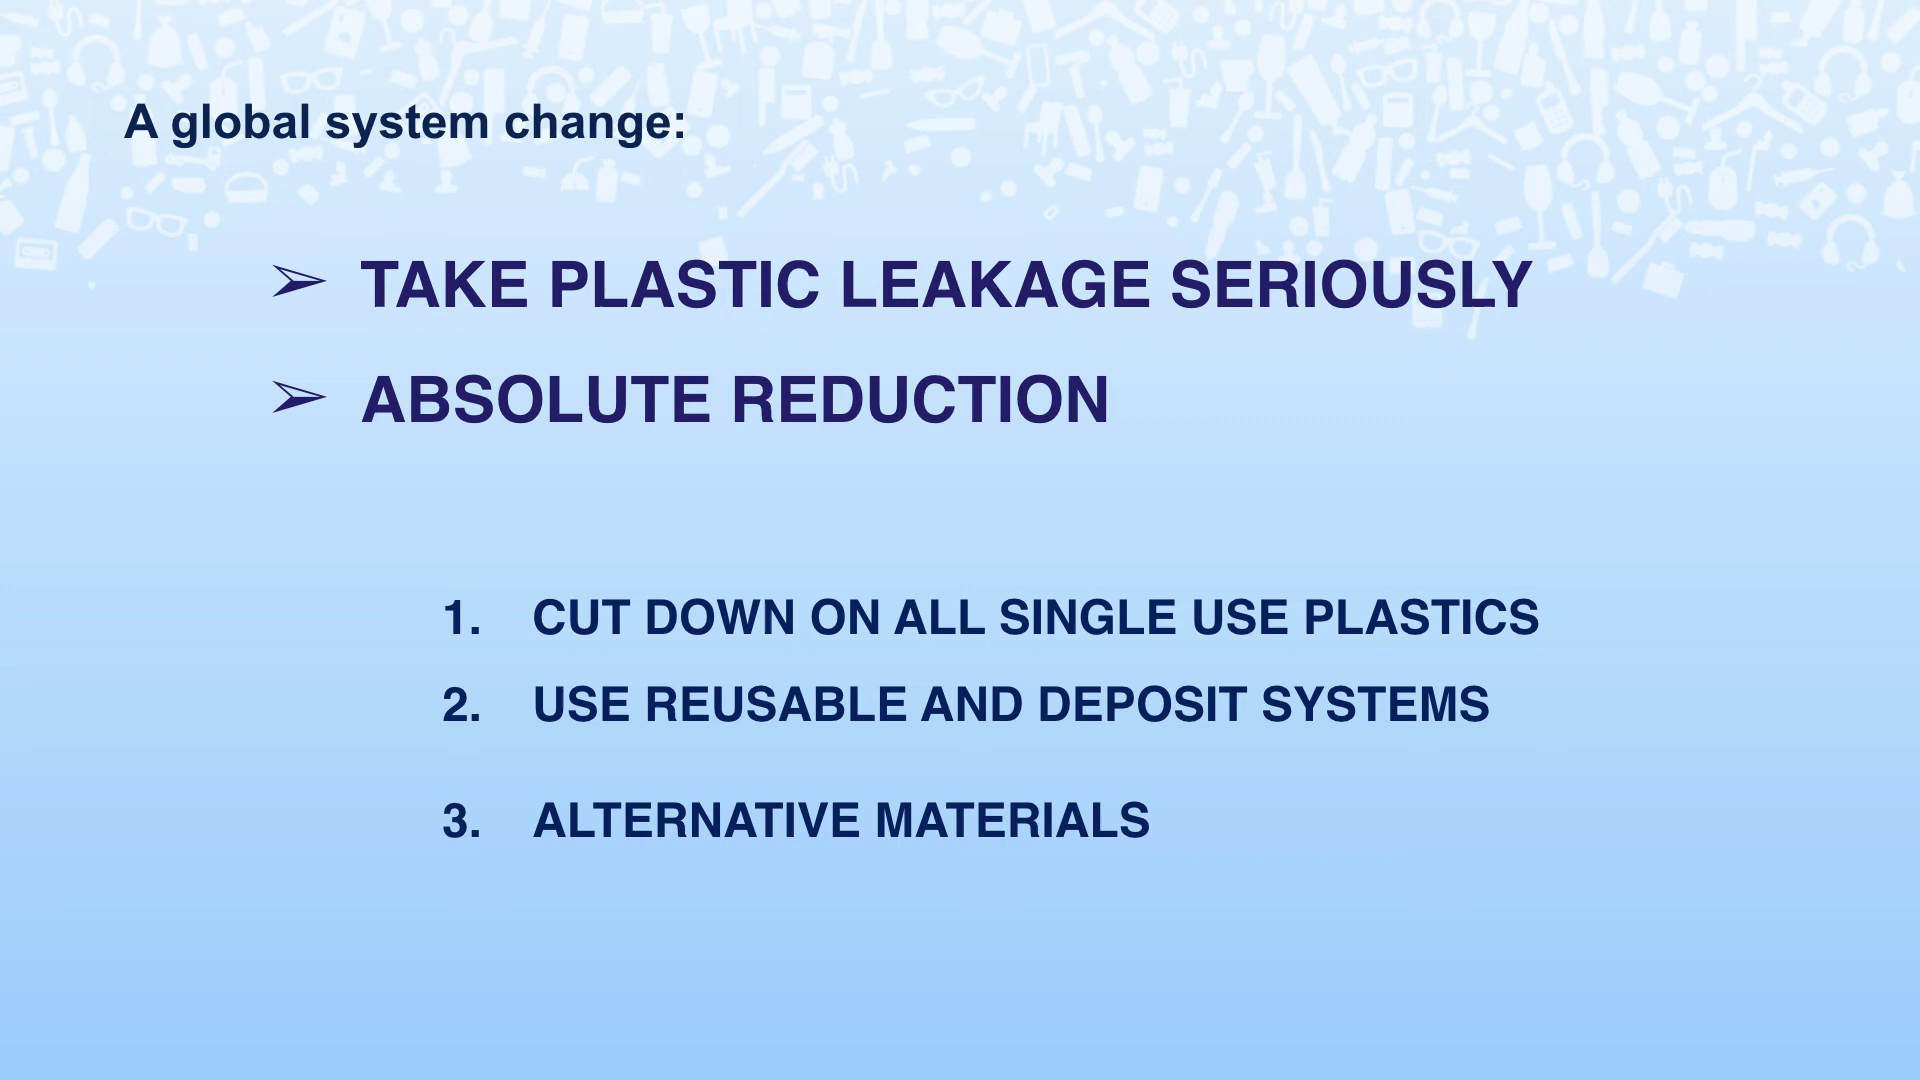 A global system change:
➢ TAKE PLASTIC LEAKAGE SERIOUSLY
➢ ABSOLUTE REDUCTION
1. CUT DOWN ON ALL SINGLE USE PLASTICS
2. USE REUSABLE AND DEPOSIT SYSTEMS
3. ALTERNATIVE MATERIALS